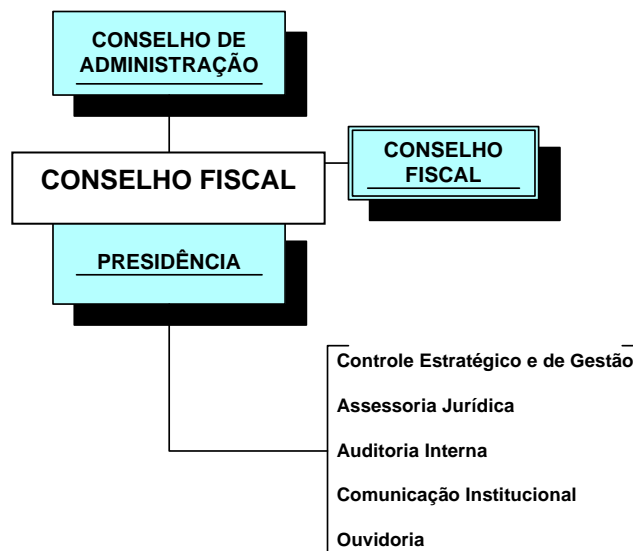 CONSELHO DE
ADMINISTRAÇÃO
CONSELHO FISCAL
CONSELHO
FISCAL
PRESIDÊNCIA
Controle Estratégico e de Gestão
Assessoria Jurídica
Auditoria Interna
Comunicação Institucional
Ouvidoria